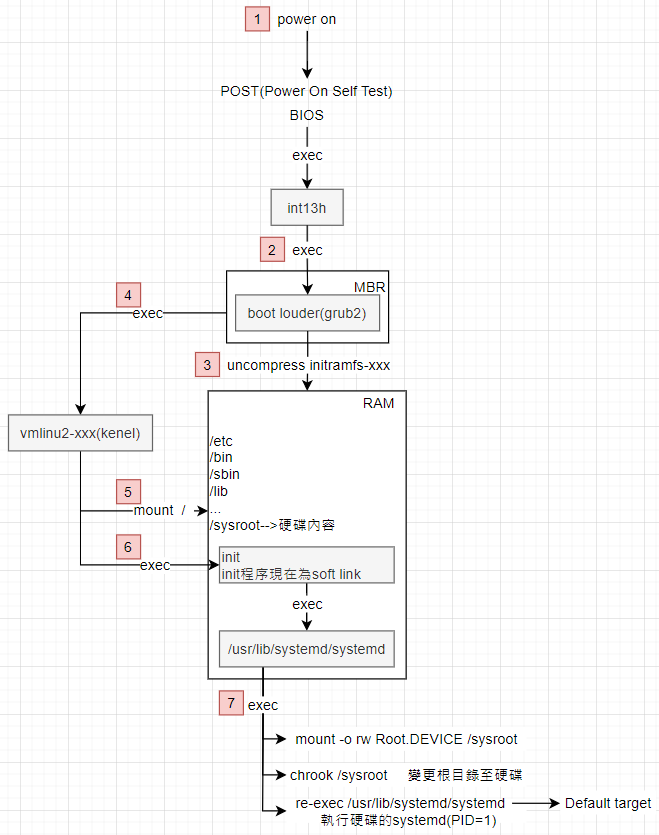 1 power on
POST(Power On Self Test)
BIOS
exec
int13h
2 exec
MBR
boot louder(grub2)
4
exec
3 uncompress initramfs-xxx
RAM
vmlinu2-xxx(kenel)
/etc
/bin
/sbin
/lib
...
/sysroot-->硬碟內容
5
mount /
6
exec
init
init程序現在為soft link
exec
/usr/lib/systemd/systemd
7 exec
mount -o rw Root.DEVICE /sysroot
chrook /sysroot 變更根目錄至硬碟
re-exec /usr/lib/systemd/systemd
執行硬碟的systemd(PID=1)
Default target